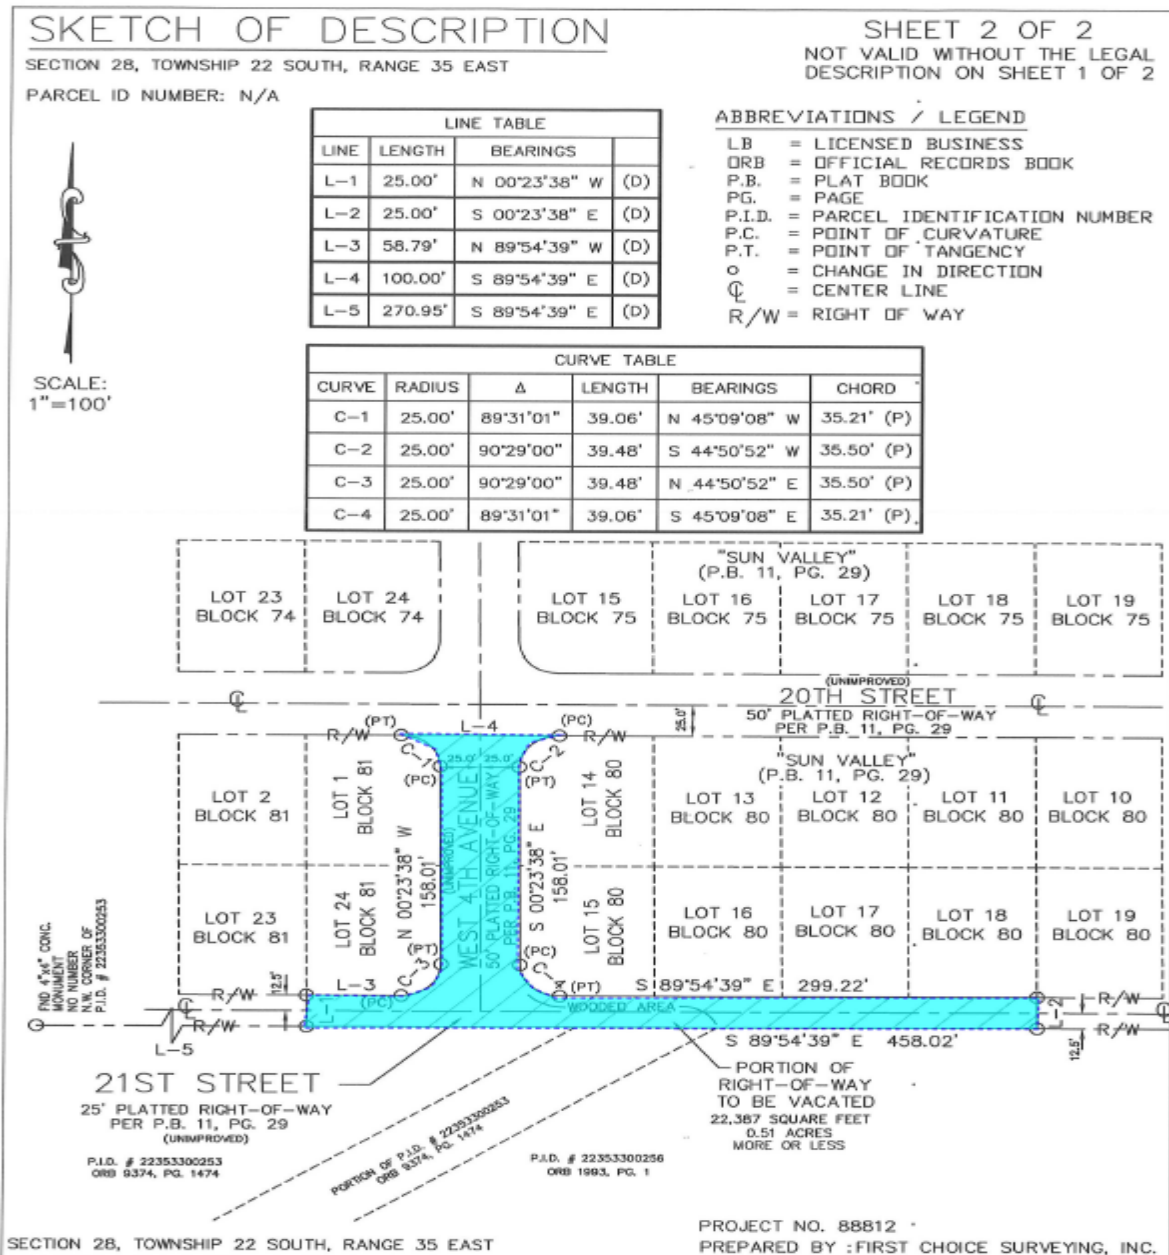 SKETCH OF DESCRIPTION
SECTION 28, TOWNSHIP 22 SOUTH, RANGE 35 EAST
PARCEL ID NUMBER: N/A
SHEET 2 OF 2
NOT VALID WITHOUT THE LEGAL
DESCRIPTION ON SHEET 1 OF 2
LINE TABLE
LINE LENGTH BEARINGS
L-1 25.00' N 00°23'38" W (D)
L-2 25.00' S 00°23'38" E (D)
L-3 58.79' N 89°54'39" W (D)
L-4 100.00' S 89°54'39" E (D)
L-5 270.95' S 89°54'39" E (D)
ABBREVIATIONS / LEGEND
LB = LICENSED BUSINESS
ORB = OFFICIAL RECORDS BOOK
P.B. = PLAT BOOK
PG. = PAGE
P.I.D. = PARCEL IDENTIFICATION NUMBER
P.C. = POINT OF CURVATURE
P.T. = POINT OF TANGENCY
o = CHANGE IN DIRECTION
℄ = CENTER LINE
R/W = RIGHT OF WAY
SCALE:
1"=100'
CURVE TABLE
CURVE RADIUS Δ LENGTH BEARINGS CHORD
C-1 25.00' 89°31'01" 39.06' N 45°09'08" W 35.21' (P)
C-2 25.00' 90°29'00" 39.48' S 44°50'52" W 35.50' (P)
C-3 25.00' 90°29'00" 39.48' N 44°50'52" E 35.50' (P)
C-4 25.00' 89°31'01" 39.06' S 45°09'08" E 35.21' (P)
"SUN VALLEY"
(P.B. 11, PG. 29)
LOT 23
BLOCK 74
LOT 24
BLOCK 74
LOT 15
BLOCK 75
LOT 16
BLOCK 75
LOT 17
BLOCK 75
LOT 18
BLOCK 75
LOT 19
BLOCK 75
(UNIMPROVED)
℄
20TH STREET
℄
50' PLATTED RIGHT-OF-WAY
PER P.B. 11, PG. 29
25.0'
R/W
(PT)
L-4
(PC)
R/W
C-1
25.0'
25.0'
C-2
(PC)
(PT)
"SUN VALLEY"
(P.B. 11, PG. 29)
LOT 2
BLOCK 81
LOT 1
BLOCK 81
LOT 14
BLOCK 80
LOT 13
BLOCK 80
LOT 12
BLOCK 80
LOT 11
BLOCK 80
LOT 10
BLOCK 80
N 00°23'38" W
158.01'
(UNIMPROVED)
WEST 4TH AVENUE
50' PLATTED RIGHT-OF-WAY
PER P.B. 11, PG. 29
S 00°23'38" E
158.01'
LOT 23
BLOCK 81
LOT 24
BLOCK 81
LOT 15
BLOCK 80
LOT 16
BLOCK 80
LOT 17
BLOCK 80
LOT 18
BLOCK 80
LOT 19
BLOCK 80
FND 4"x4" CONC.
MONUMENT
NO NUMBER
N.W. CORNER OF
P.I.D. # 22353300253
(PT)
C-3
(PC)
C-4
(PT)
12.5'
R/W
L-3
(PC)
S 89°54'39" E 299.22'
R/W
℄
L-1
WOODED AREA
L-2
℄
R/W
R/W
L-5
S 89°54'39" E 458.02'
12.5'
21ST STREET
25' PLATTED RIGHT-OF-WAY
PER P.B. 11, PG. 29
(UNIMPROVED)
PORTION OF
RIGHT-OF-WAY
TO BE VACATED
22,387 SQUARE FEET
0.51 ACRES
MORE OR LESS
P.I.D. # 22353300253
ORB 9374, PG. 1474
PORTION OF P.I.D. # 22353300253
ORB 9374, PG. 1474
P.I.D. # 22353300256
ORB 1993, PG. 1
SECTION 28, TOWNSHIP 22 SOUTH, RANGE 35 EAST
PROJECT NO. 88812
PREPARED BY :FIRST CHOICE SURVEYING, INC.